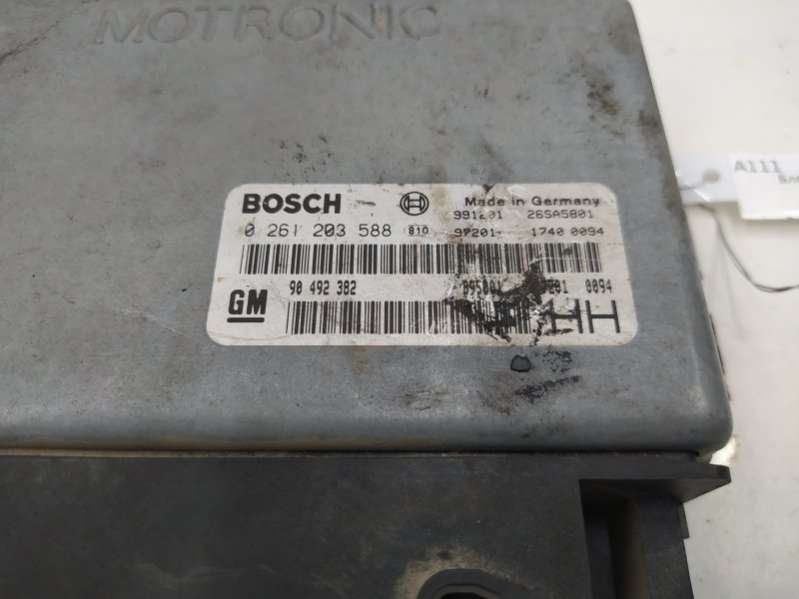 MOTRONIC
BOSCH Made in Germany
991201 26SA5801
0 261 203 588 810 97201- 1740 0094
GM 90 492 382 0094
HH
A111